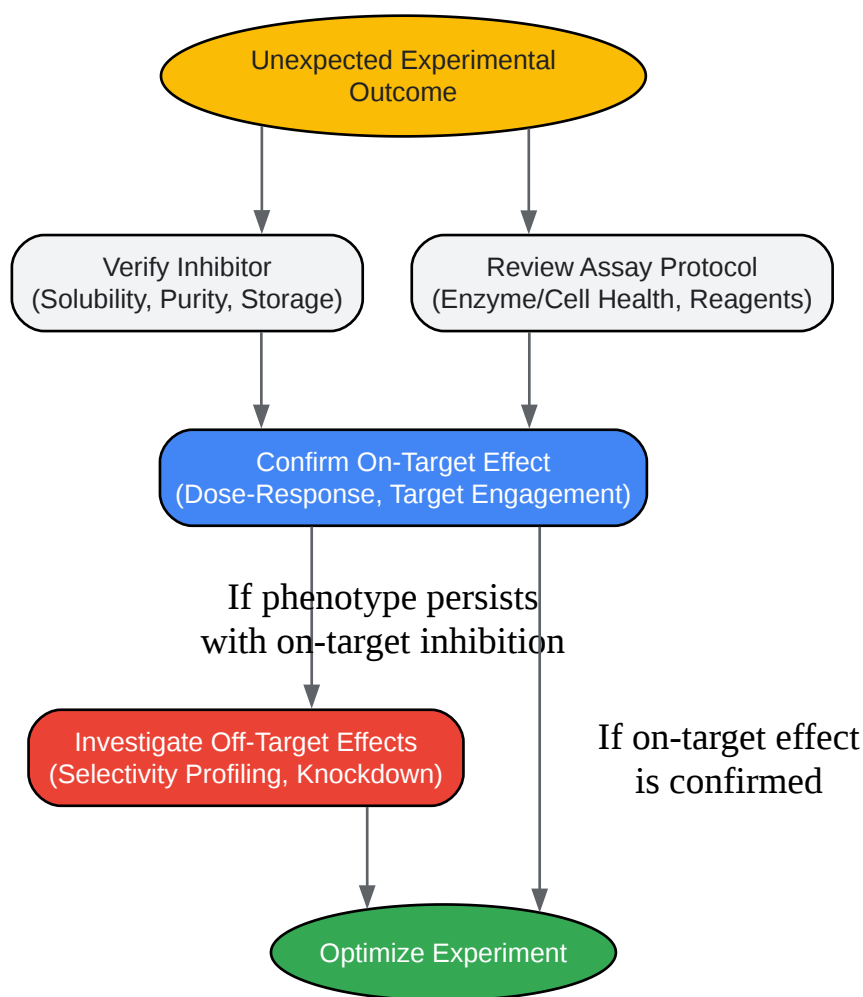 Unexpected Experimental
Outcome
Verify Inhibitor
(Solubility, Purity, Storage)
Review Assay Protocol
(Enzyme/Cell Health, Reagents)
Confirm On-Target Effect
(Dose-Response, Target Engagement)
If phenotype persists
with on-target inhibition
Investigate Off-Target Effects
(Selectivity Profiling, Knockdown)
If on-target effect
is confirmed
Optimize Experiment